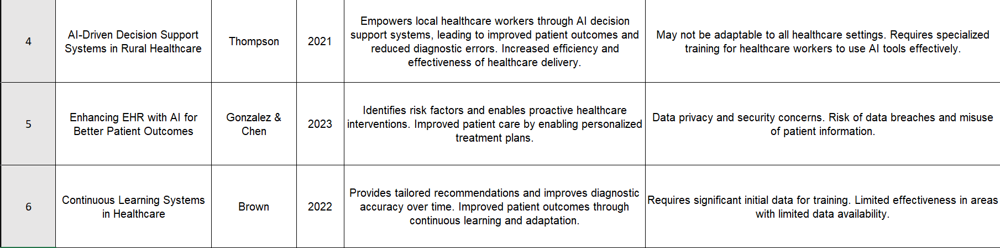 4
AI-Driven Decision Support
Systems in Rural Healthcare
Thompson
2021
Empowers local healthcare workers through AI decision
support systems, leading to improved patient outcomes and
reduced diagnostic errors. Increased efficiency and
effectiveness of healthcare delivery.
May not be adaptable to all healthcare settings. Requires specialized
training for healthcare workers to use AI tools effectively.
5
Enhancing EHR with AI for
Better Patient Outcomes
Gonzalez &
Chen
2023
Identifies risk factors and enables proactive healthcare
interventions. Improved patient care by enabling personalized
treatment plans.
Data privacy and security concerns. Risk of data breaches and misuse
of patient information.
6
Continuous Learning Systems
in Healthcare
Brown
2022
Provides tailored recommendations and improves diagnostic
accuracy over time. Improved patient outcomes through
continuous learning and adaptation.
Requires significant initial data for training. Limited effectiveness in areas
with limited data availability.